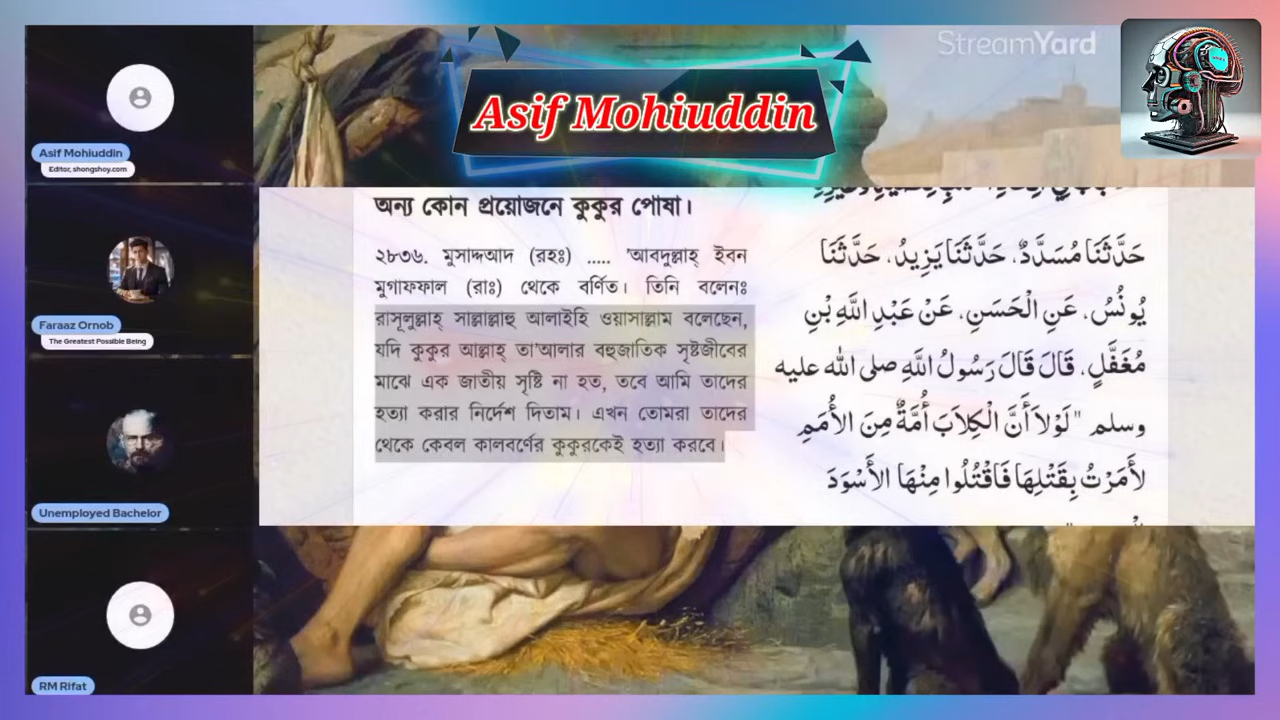 StreamYard
Asif Mohiuddin
Asif Mohiuddin
Editor, shongshoy.com
Faraaz Ornob
The Greatest Possible Being
Unemployed Bachelor
RM Rifat
অন্য কোন প্রয়োজনে কুকুর পোষা।
২৮৩৬. মুসাদ্দআদ (রহঃ) ..... 'আবদুল্লাহ্ ইবন
মুগাফফাল (রাঃ) থেকে বর্ণিত। তিনি বলেনঃ
রাসূলুল্লাহ্ সাল্লাল্লাহু আলাইহি ওয়াসাল্লাম বলেছেন,
যদি কুকুর আল্লাহ্ তা'আলার বহুজাতিক সৃষ্টজীবের
মাঝে এক জাতীয় সৃষ্টি না হত, তবে আমি তাদের
হত্যা করার নির্দেশ দিতাম। এখন তোমরা তাদের
থেকে কেবল কালবর্ণের কুকুরকেই হত্যা করবে।
حَدَّثَنَا مُسَدَّدٌ، حَدَّثَنَا يَزِيدُ، حَدَّثَنَا
يُونُسُ، عَنِ الْحَسَنِ، عَنْ عَبْدِ اللَّهِ بْنِ
مُغَفَّلٍ، قَالَ قَالَ رَسُولُ اللَّهِ صلى الله عليه
وسلم " لَوْلاَ أَنَّ الْكِلاَبَ أُمَّةٌ مِنَ الأُمَمِ
لأَمَرْتُ بِقَتْلِهَا فَاقْتُلُوا مِنْهَا الأَسْوَدَ